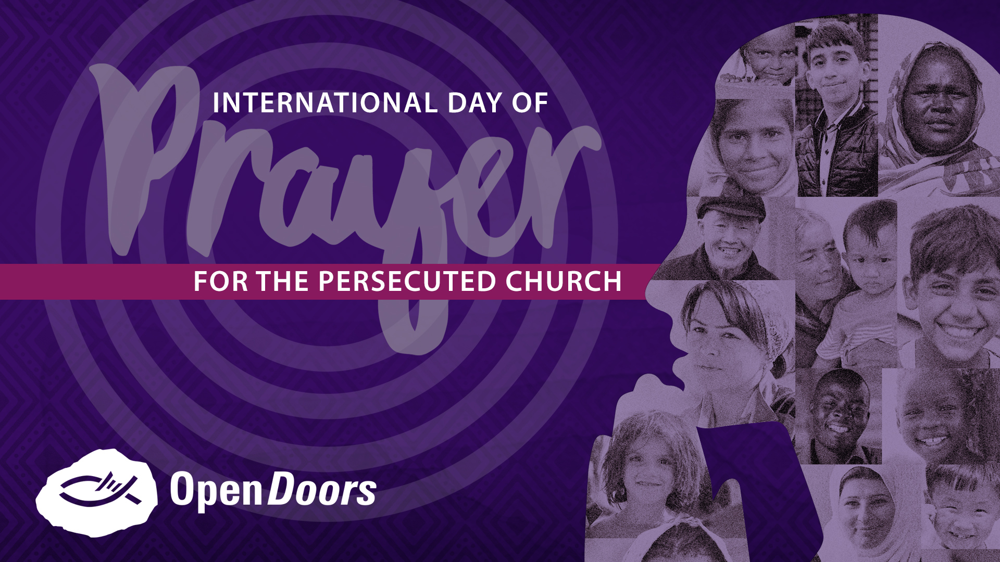 INTERNATIONAL DAY OF
Prayer
FOR THE PERSECUTED CHURCH
OpenDoors